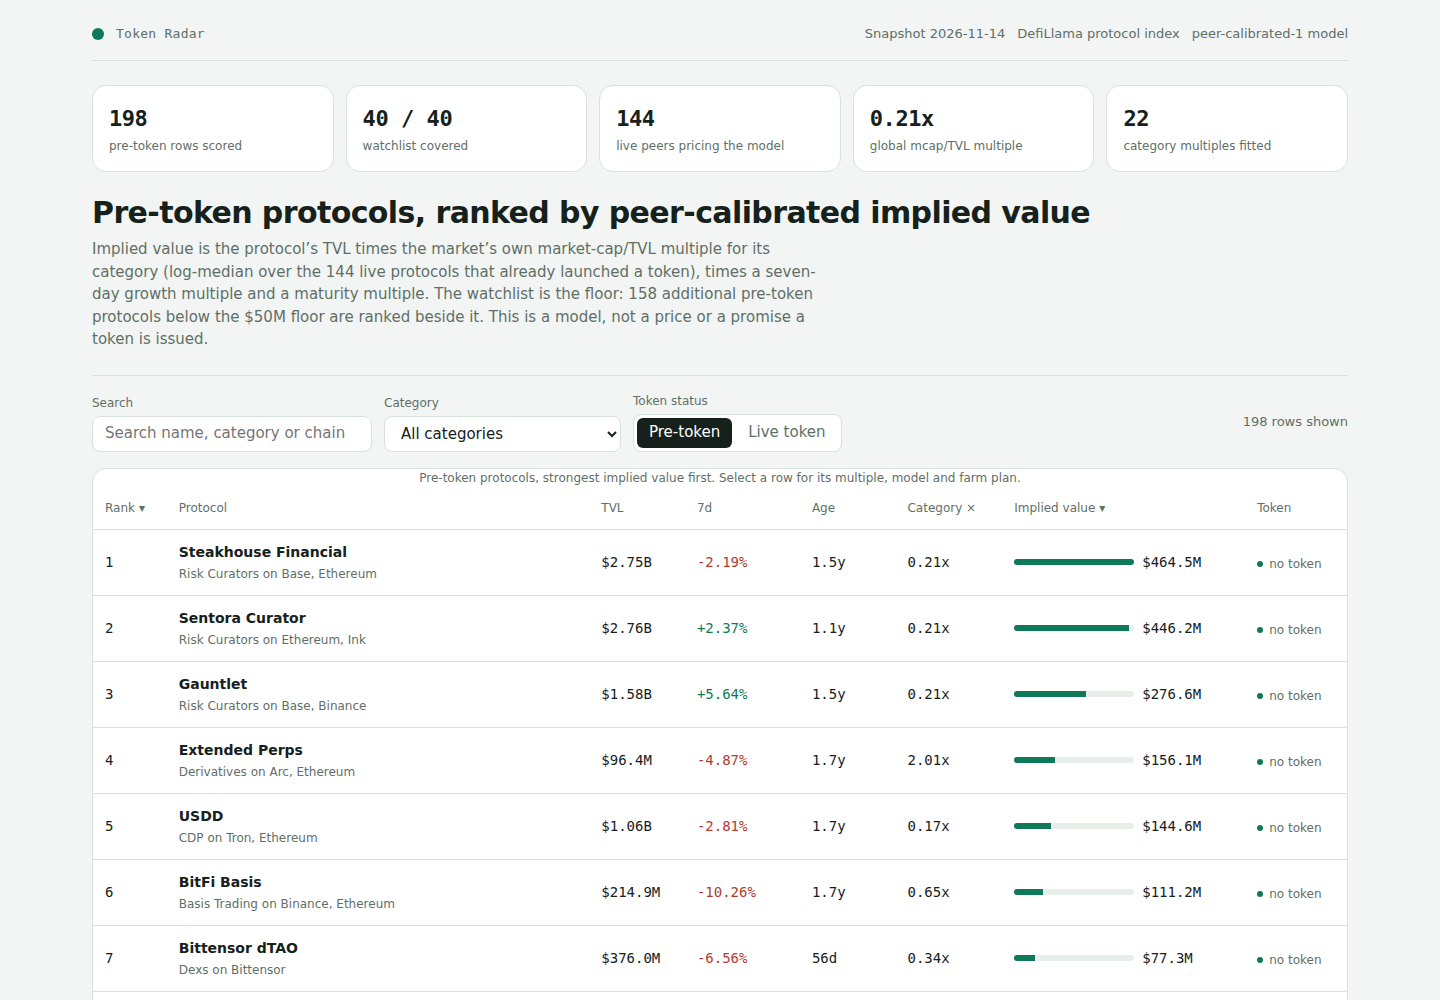 Token Radar
Snapshot 2026-11-14 DefiLlama protocol index peer-calibrated-1 model
198
pre-token rows scored
40 / 40
watchlist covered
144
live peers pricing the model
0.21x
global mcap/TVL multiple
22
category multiples fitted
Pre-token protocols, ranked by peer-calibrated implied value
Implied value is the protocol’s TVL times the market’s own market-cap/TVL multiple for its
category (log-median over the 144 live protocols that already launched a token), times a seven-
day growth multiple and a maturity multiple. The watchlist is the floor: 158 additional pre-token
protocols below the $50M floor are ranked beside it. This is a model, not a price or a promise a
token is issued.
Search
Category
Token status
Search name, category or chain
All categories
Pre-token
Live token
198 rows shown
Pre-token protocols, strongest implied value first. Select a row for its multiple, model and farm plan.
Rank ▾ Protocol TVL 7d Age Category × Implied value ▾ Token
1 Steakhouse Financial $2.75B -2.19% 1.5y 0.21x $464.5M no token
Risk Curators on Base, Ethereum
2 Sentora Curator $2.76B +2.37% 1.1y 0.21x $446.2M no token
Risk Curators on Ethereum, Ink
3 Gauntlet $1.58B +5.64% 1.5y 0.21x $276.6M no token
Risk Curators on Base, Binance
4 Extended Perps $96.4M -4.87% 1.7y 2.01x $156.1M no token
Derivatives on Arc, Ethereum
5 USDD $1.06B -2.81% 1.7y 0.17x $144.6M no token
CDP on Tron, Ethereum
6 BitFi Basis $214.9M -10.26% 1.7y 0.65x $111.2M no token
Basis Trading on Binance, Ethereum
7 Bittensor dTAO $376.0M -6.56% 56d 0.34x $77.3M no token
Dexs on Bittensor